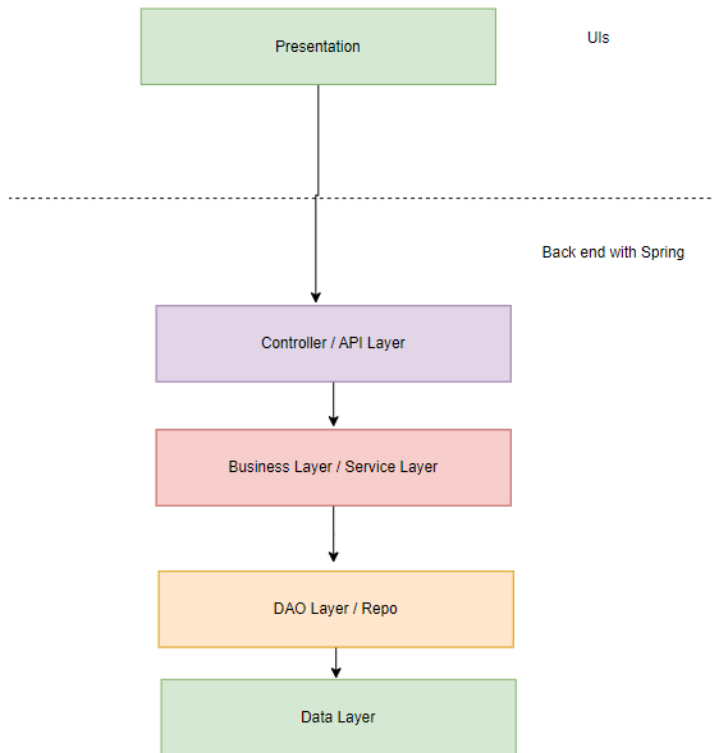 Presentation
UIs
Back end with Spring
Controller / API Layer
Business Layer / Service Layer
DAO Layer / Repo
Data Layer